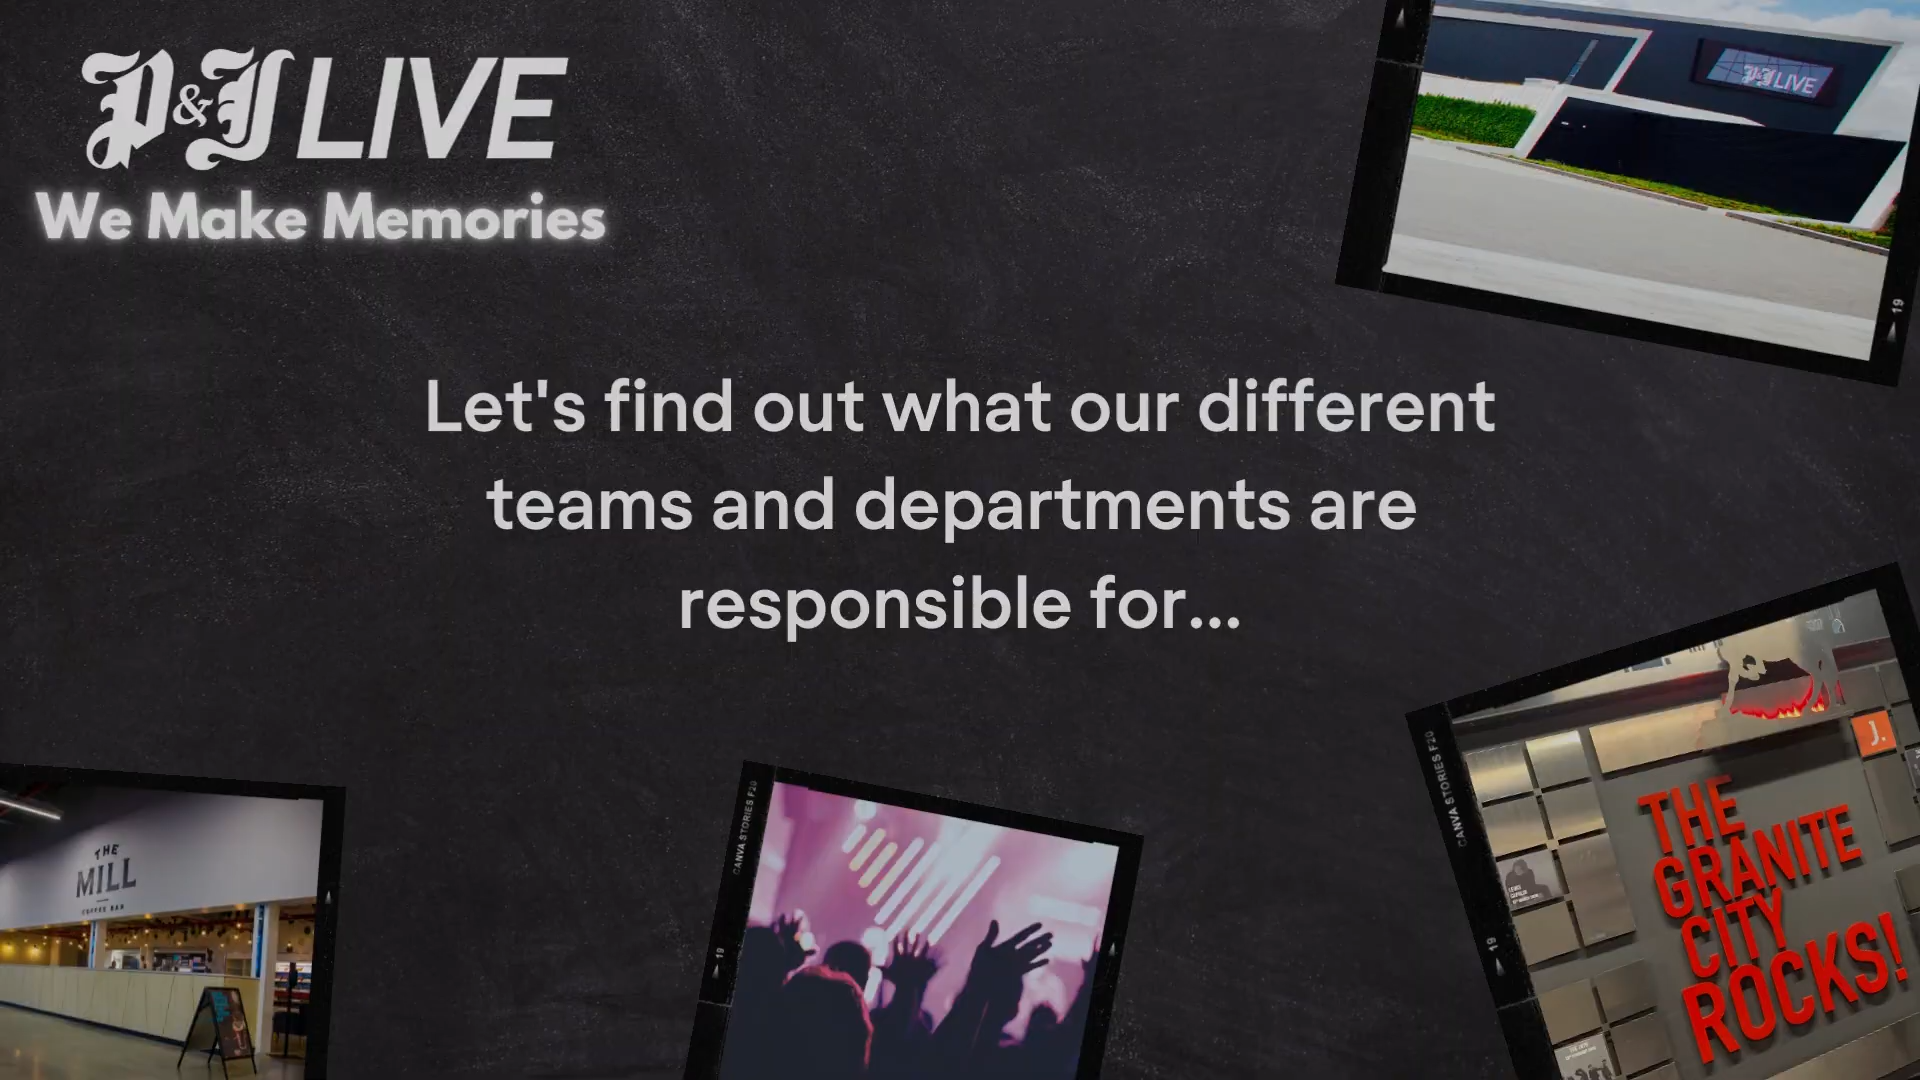 P&J LIVE
We Make Memories
P&J LIVE
19
Let's find out what our different
teams and departments are
responsible for...
THE
MILL
COFFEE BAR
CANVA STORIES F20
19
CANVA STORIES F20
19
J.
THE
GRANITE
CITY
ROCKS!